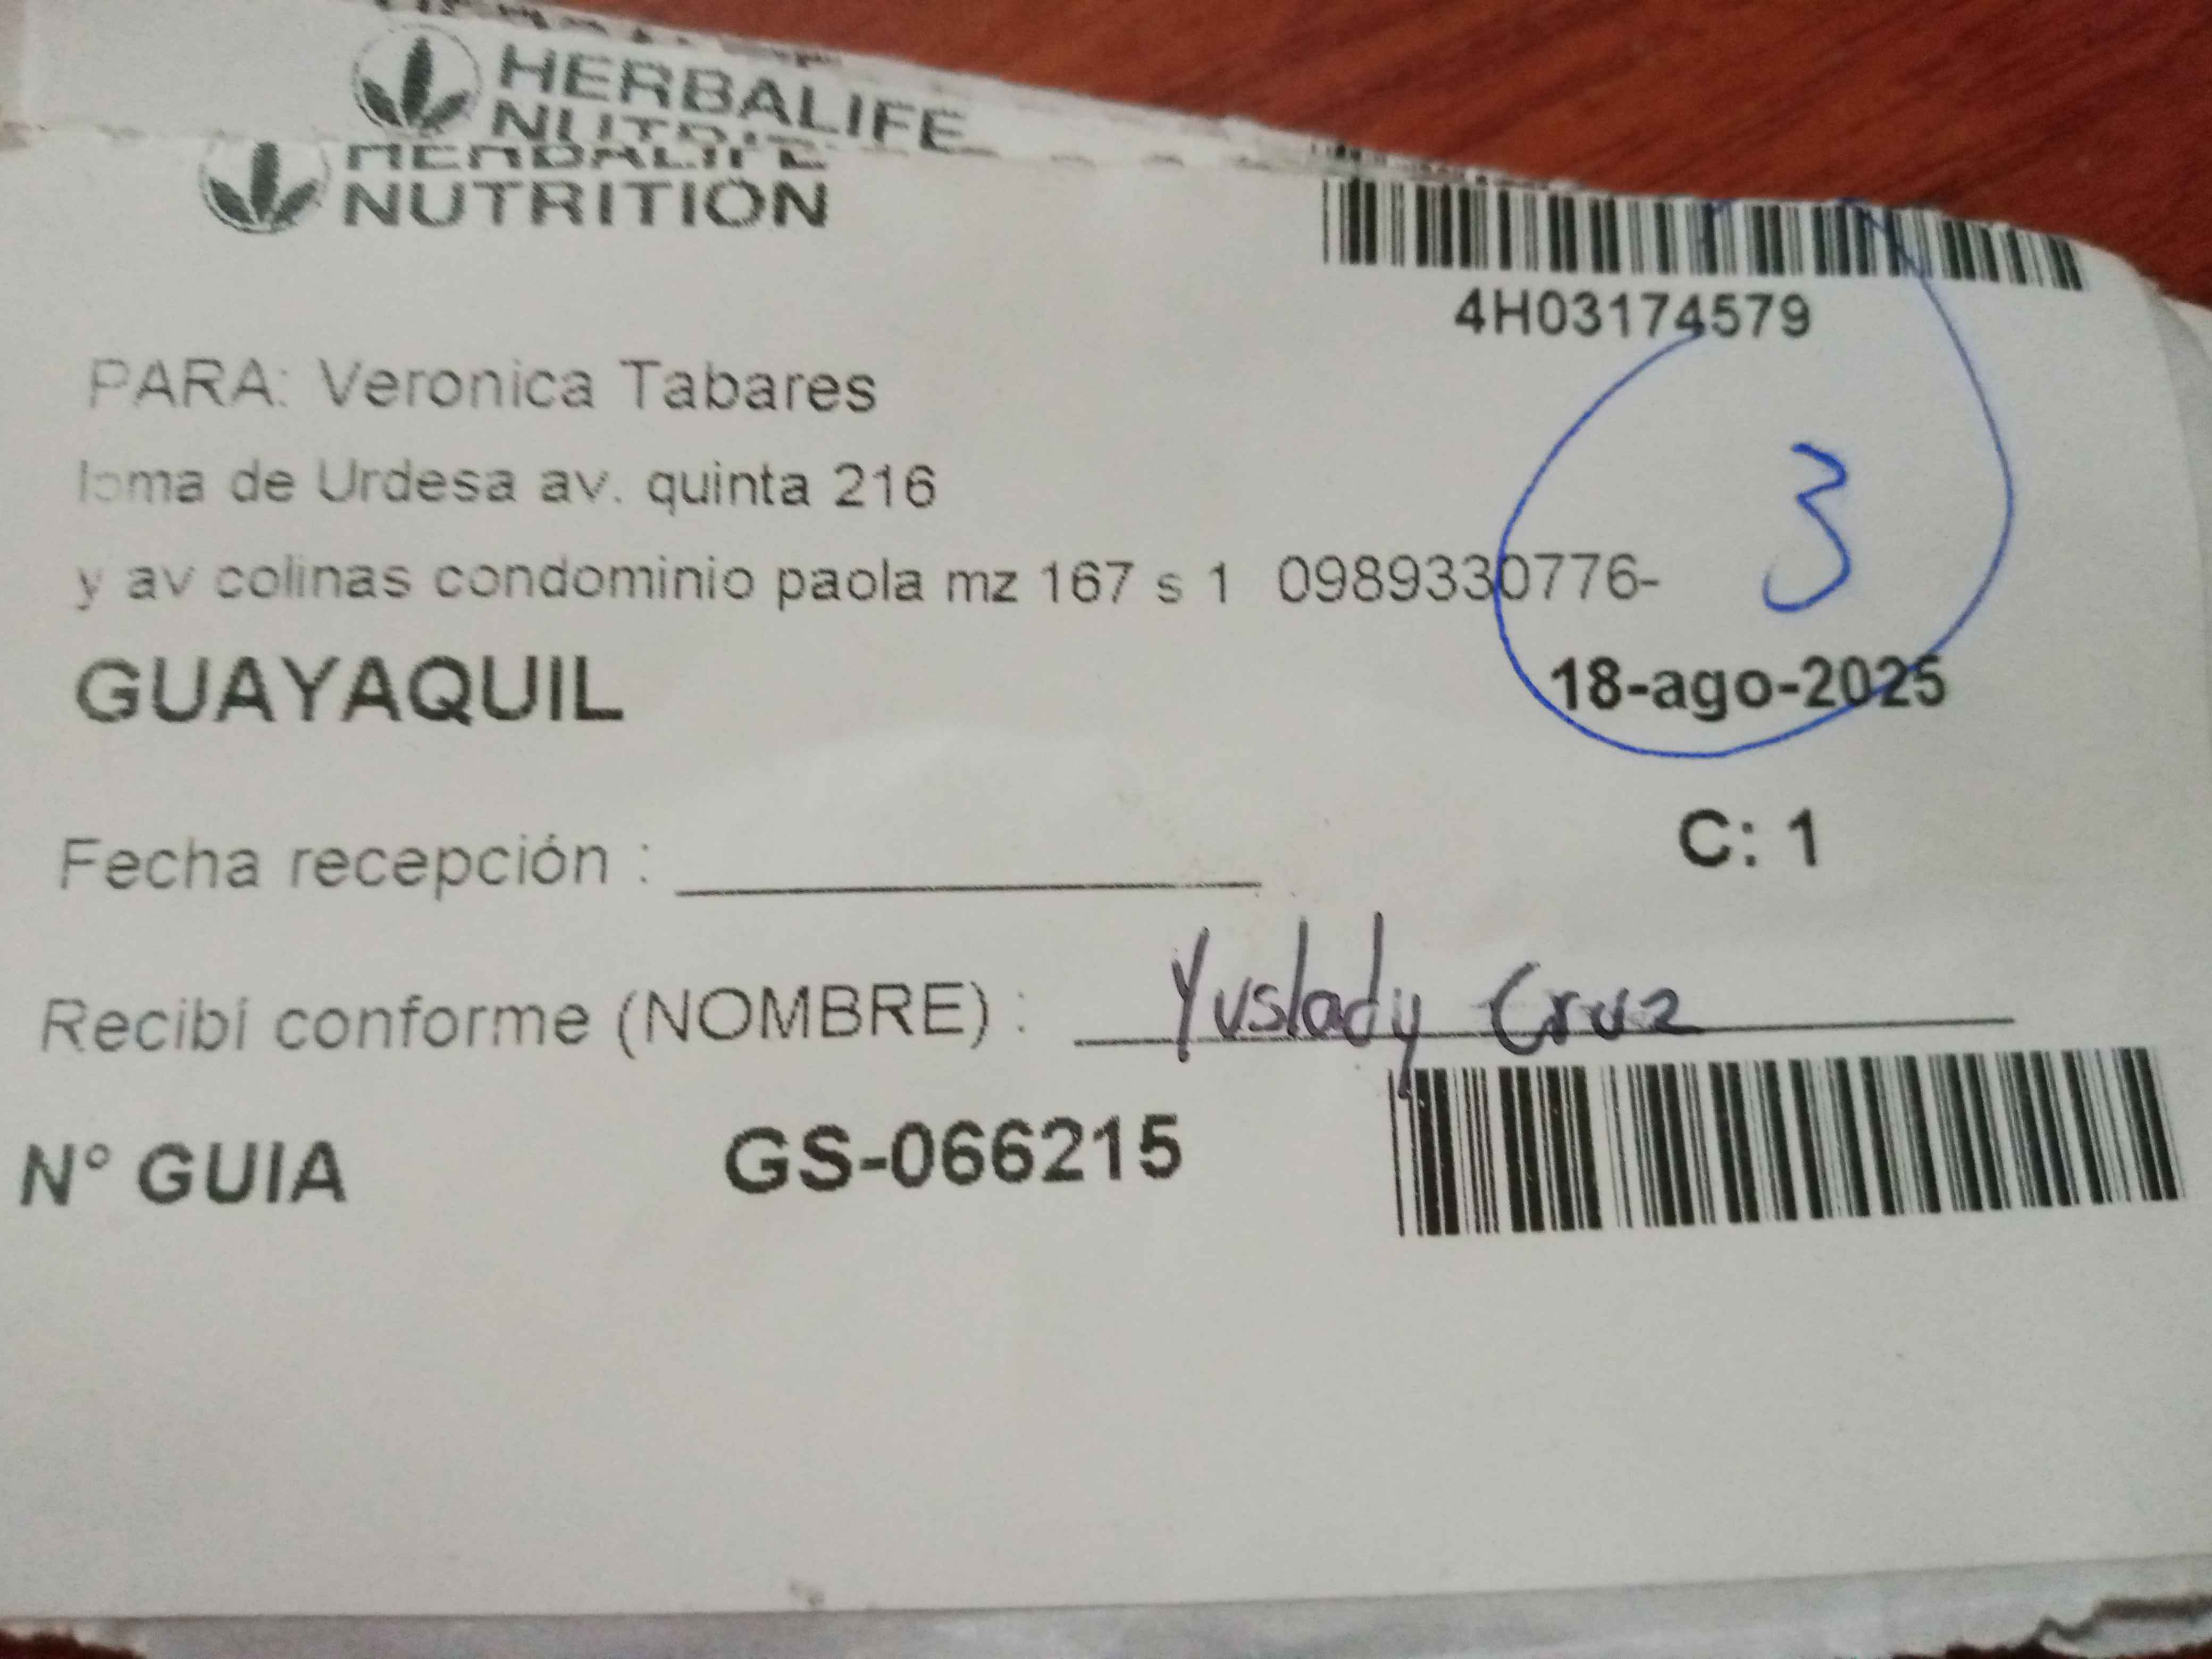 HERBALIFE
NUTRITION
4H03174579
PARA: Veronica Tabares
loma de Urdesa av. quinta 216
y av colinas condominio paola mz 167 s 1 0989330776-
3
GUAYAQUIL 18-ago-2025
C: 1
Fecha recepción :
Recibí conforme (NOMBRE) : Yuslady Cruz
N° GUIA GS-066215